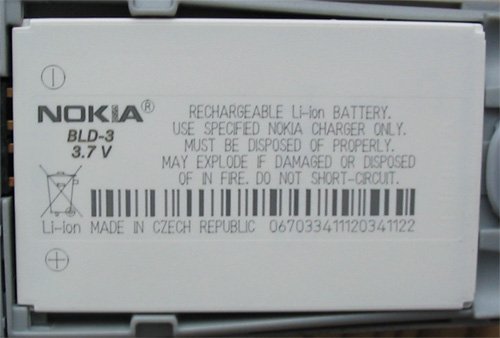 NOKIA®
BLD-3
3.7 V
RECHARGEABLE Li-ion BATTERY.
USE SPECIFIED NOKIA CHARGER ONLY.
MUST BE DISPOSED OF PROPERLY.
MAY EXPLODE IF DAMAGED OR DISPOSED
OF IN FIRE. DO NOT SHORT-CIRCUIT.
Li-ion MADE IN CZECH REPUBLIC 0670334111120341122